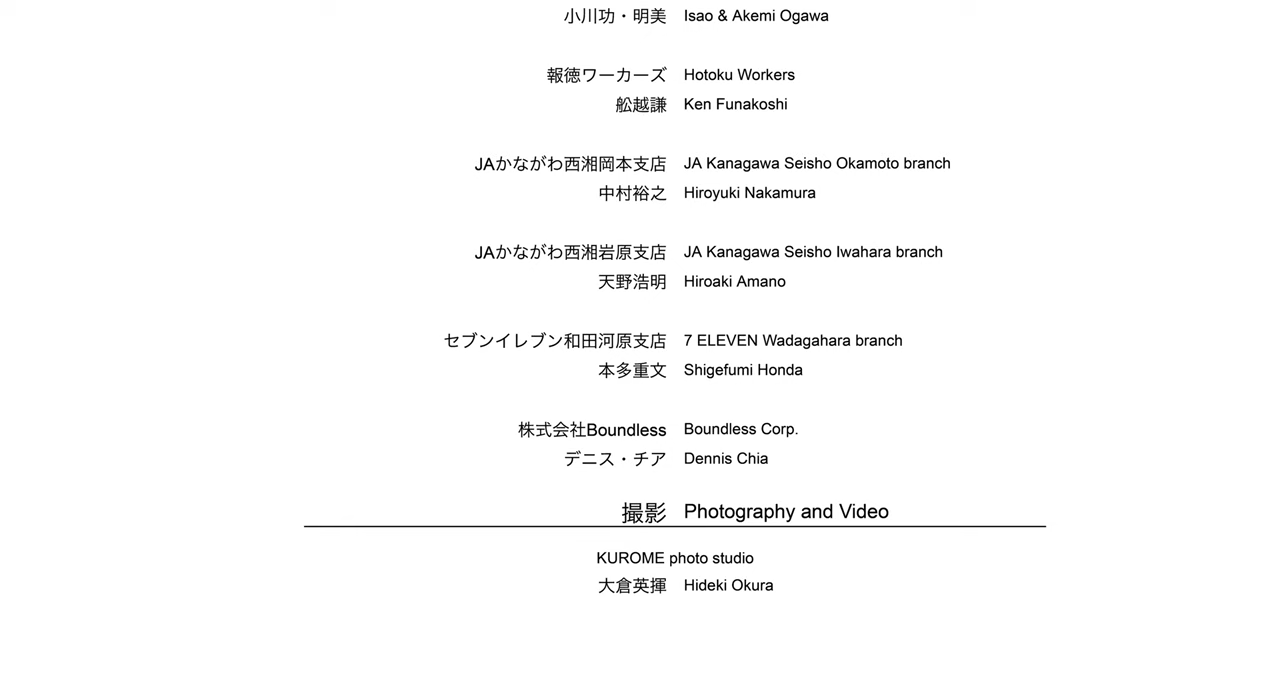 小川功・明美 Isao & Akemi Ogawa
報徳ワーカーズ Hotoku Workers
舩越謙 Ken Funakoshi
JAかながわ西湘岡本支店 JA Kanagawa Seisho Okamoto branch
中村裕之 Hiroyuki Nakamura
JAかながわ西湘岩原支店 JA Kanagawa Seisho Iwahara branch
天野浩明 Hiroaki Amano
セブンイレブン和田河原支店 7 ELEVEN Wadagahara branch
本多重文 Shigefumi Honda
株式会社Boundless Boundless Corp.
デニス・チア Dennis Chia
撮影 Photography and Video
KUROME photo studio
大倉英揮 Hideki Okura